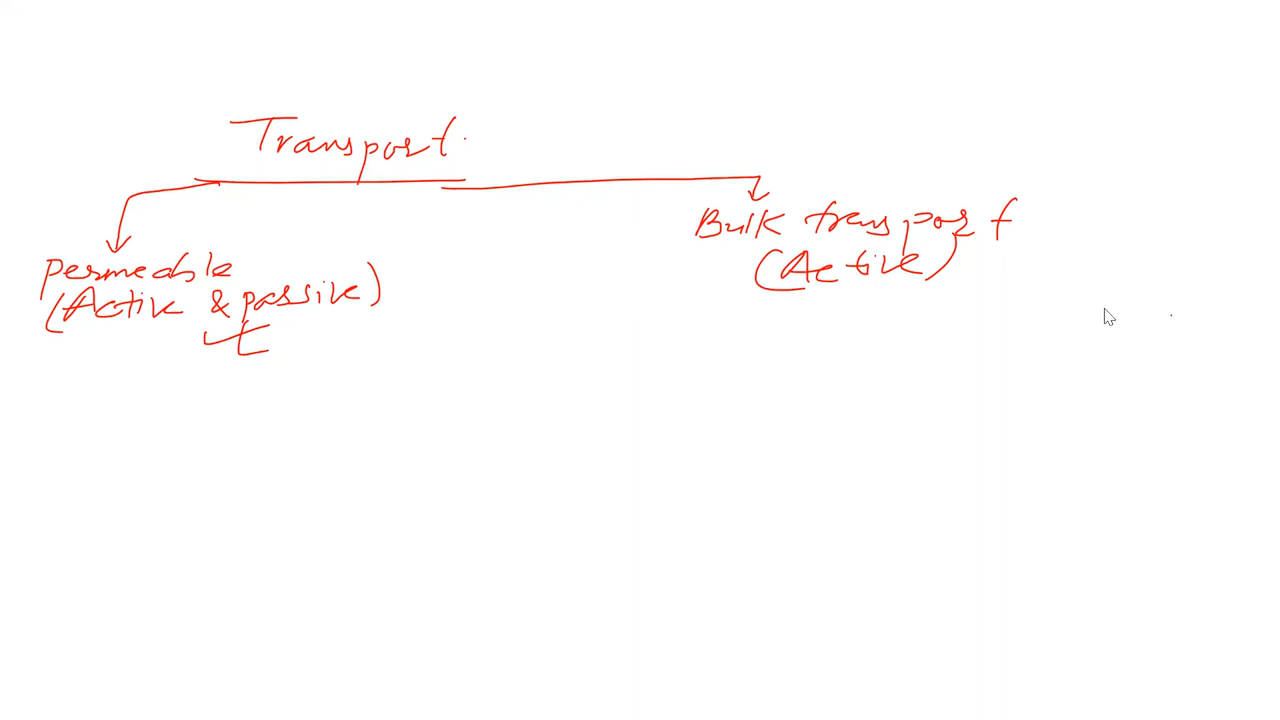 Transport
Permeable
(Active & passive)
Bulk transport
(Active)